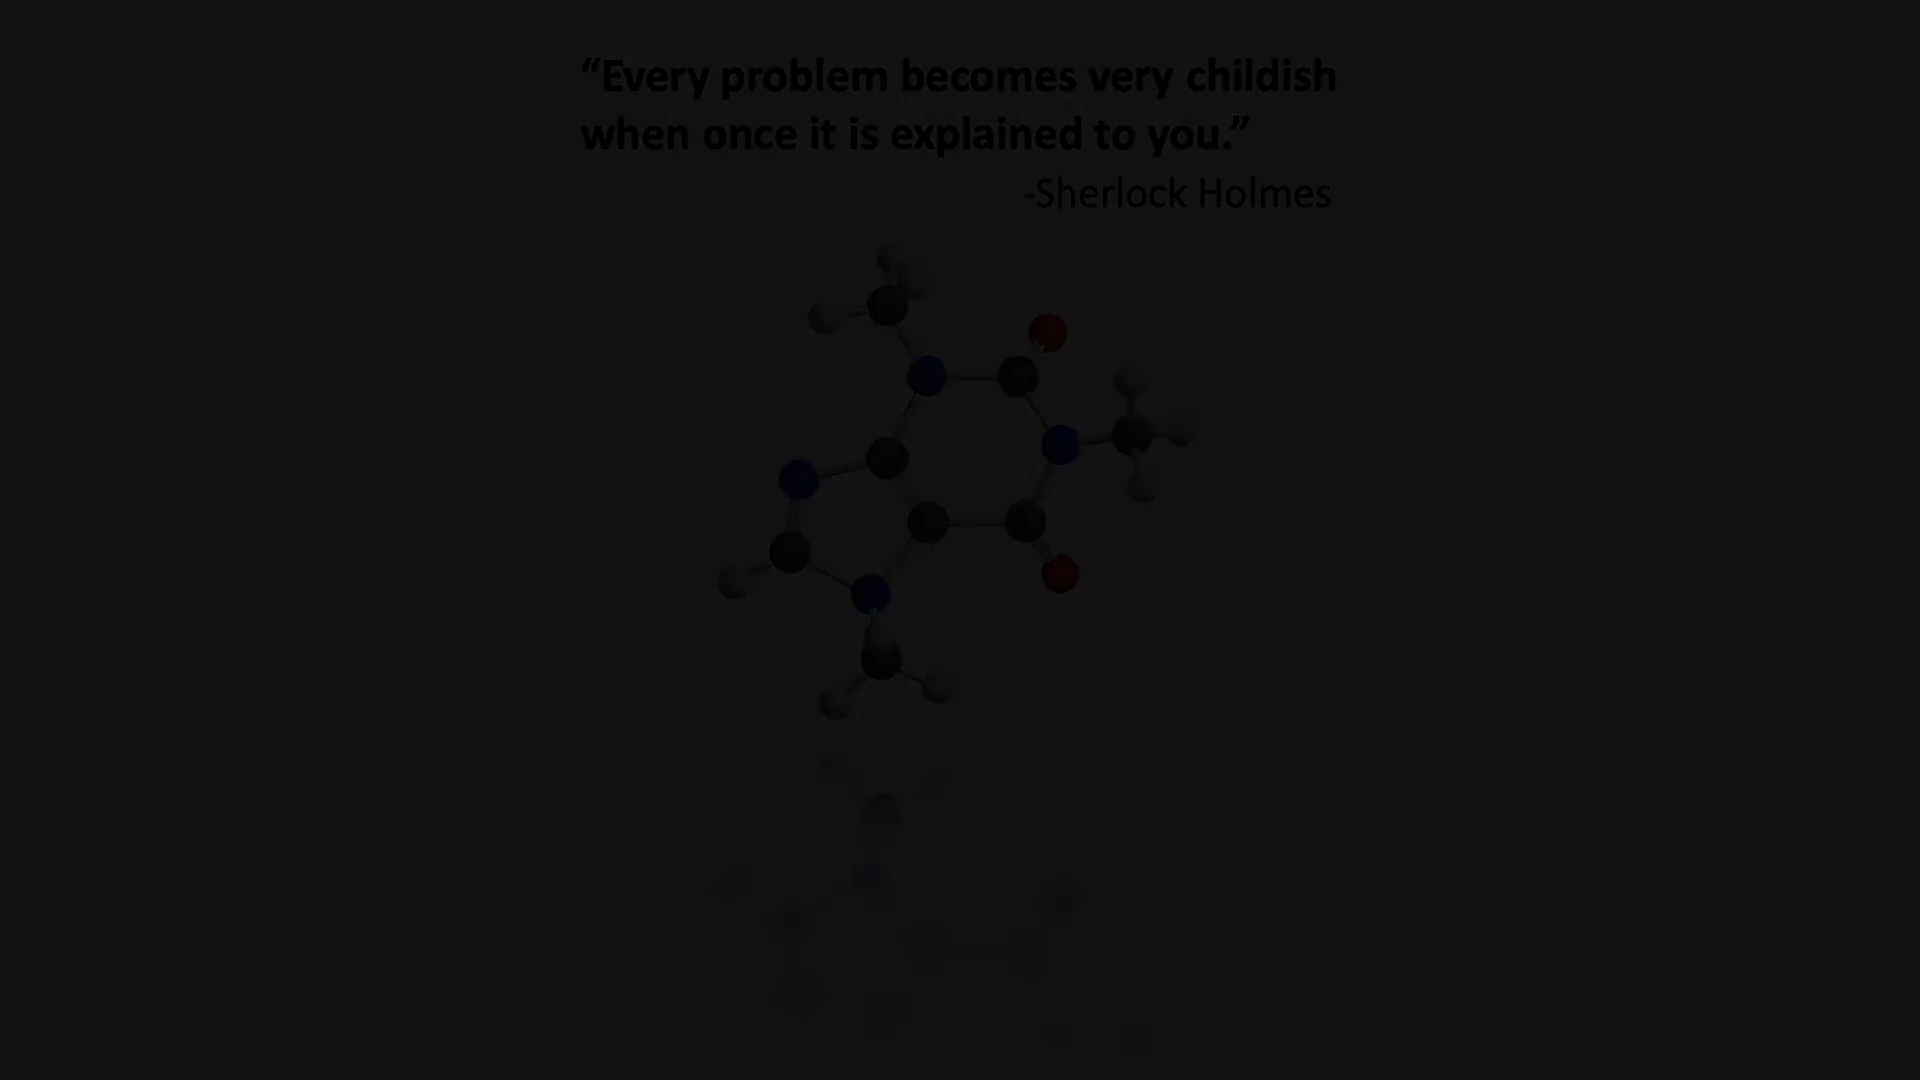 “Every problem becomes very childish
when once it is explained to you.”
-Sherlock Holmes